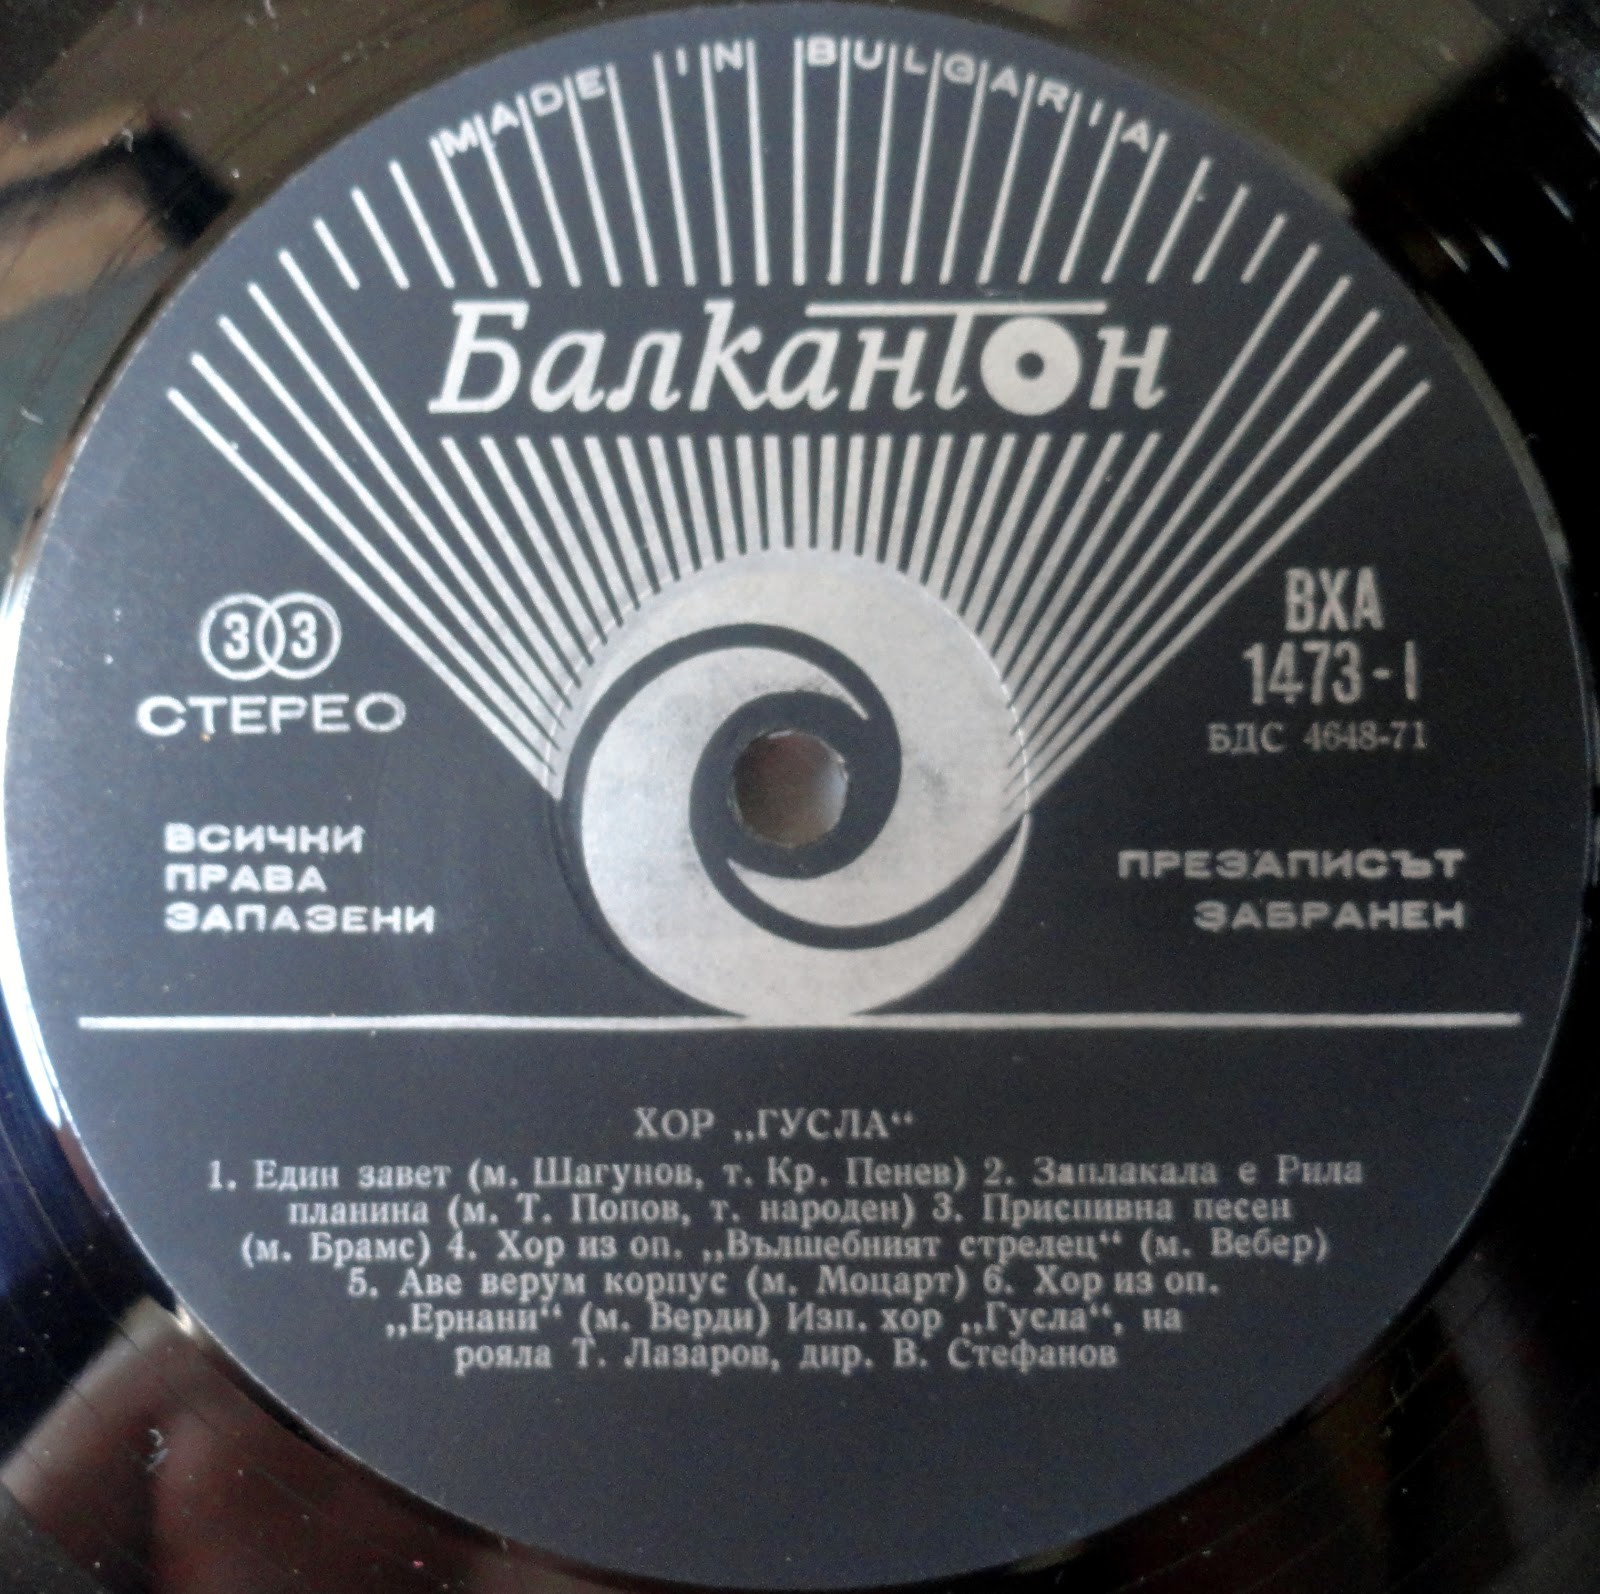 MADE IN BULGARIA
Балкантон
33
СТЕРЕО
ВХА
1473-I
БДС 4648-71
ВСИЧКИ
ПРАВА
ЗАПАЗЕНИ
ПРЕЗАПИСЪТ
ЗАБРАНЕН
ХОР „ГУСЛА“
1. Един завет (м. Шагунов, т. Кр. Пенев) 2. Заплакала е Рила
планина (м. Т. Попов, т. народен) 3. Приспивна песен
(м. Брамс) 4. Хор из оп. „Вълшебният стрелец“ (м. Вебер)
5. Аве верум корпус (м. Моцарт) 6. Хор из оп.
„Ернани“ (м. Верди) Изп. хор „Гусла“, на
рояла Т. Лазаров, дир. В. Стефанов